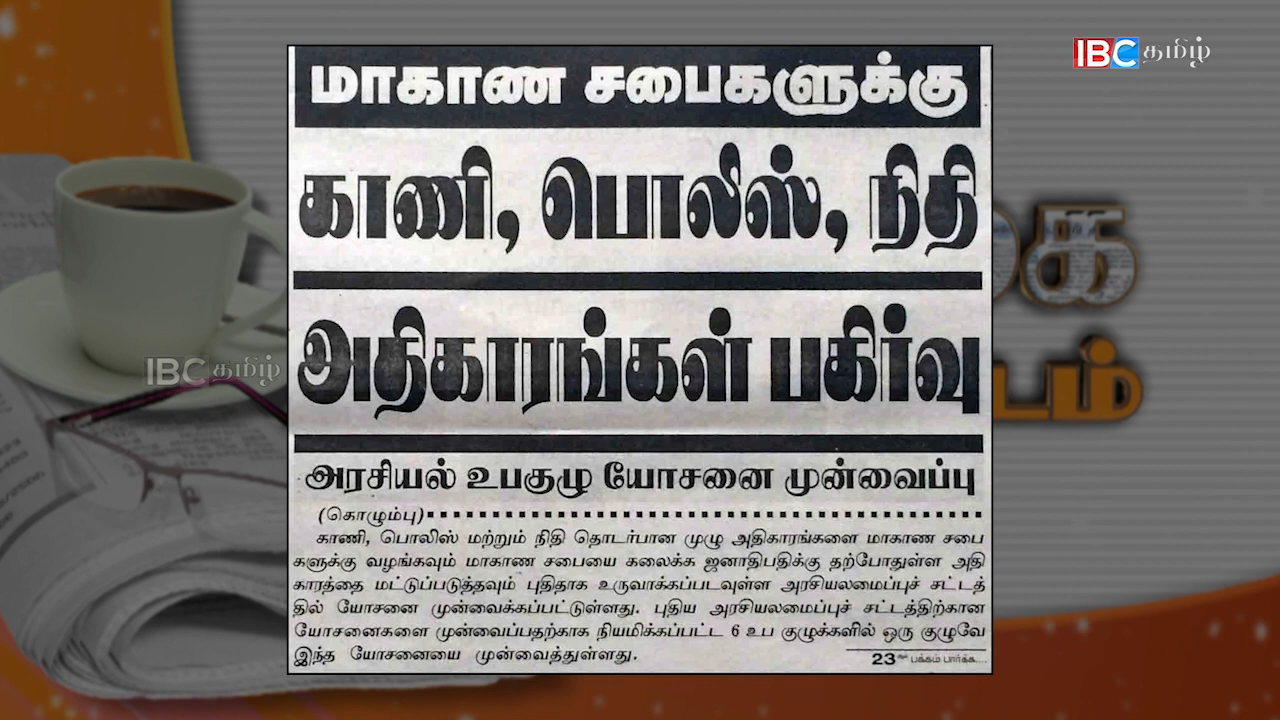 IBC தமிழ்
மாகாண சபைகளுக்கு
காணி, பொலிஸ், நிதி
அதிகாரங்கள் பகிர்வு
அரசியல் உபகுழு யோசனை முன்வைப்பு
(கொழும்பு)
காணி, பொலிஸ் மற்றும் நிதி தொடர்பான முழு அதிகாரங்களை மாகாண சபை
களுக்கு வழங்கவும் மாகாண சபையை கலைக்க ஜனாதிபதிக்கு தற்போதுள்ள அதி
காரத்தை மட்டுப்படுத்தவும் புதிதாக உருவாக்கப்படவுள்ள அரசியலமைப்புச் சட்டத்
தில் யோசனை முன்வைக்கப்பட்டுள்ளது. புதிய அரசியலமைப்புச் சட்டத்திற்கான
யோசனைகளை முன்வைப்பதற்காக நியமிக்கப்பட்ட 6 உப குழுக்களில் ஒரு குழுவே
இந்த யோசனையை முன்வைத்துள்ளது.
23ஆம் பக்கம் பார்க்க....
IBC தமிழ்